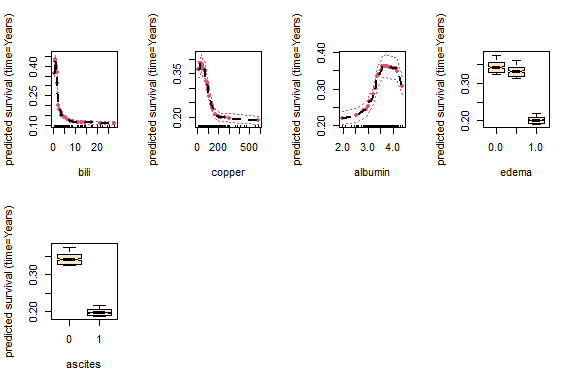 predicted survival (time=Years)
0.10 0.20 0.30 0.40
0 5 10 20
bili
predicted survival (time=Years)
0.20 0.35
0 200 500
copper
predicted survival (time=Years)
0.20 0.30 0.40
2.0 3.0 4.0
albumin
predicted survival (time=Years)
0.20 0.30
0.0 1.0
edema
predicted survival (time=Years)
0.20 0.30
0 1
ascites